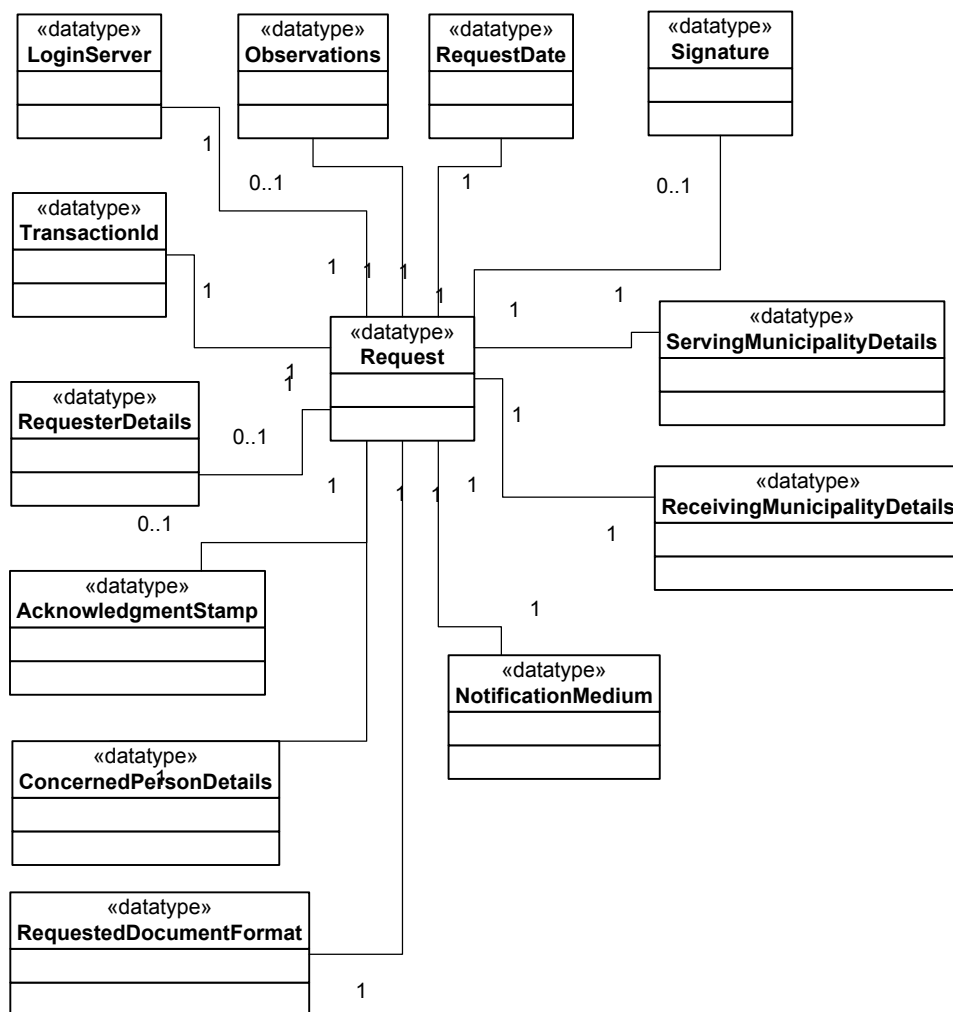 «datatype»
LoginServer
«datatype»
Observations
«datatype»
RequestDate
«datatype»
Signature
1
0..1
1
0..1
«datatype»
TransactionId
1
1
1
1
1
1
1
«datatype»
Request
«datatype»
ServingMunicipalityDetails
1
1
1
«datatype»
RequesterDetails
0..1
1
1
1
1
1
«datatype»
ReceivingMunicipalityDetails
0..1
1
«datatype»
AcknowledgmentStamp
1
«datatype»
NotificationMedium
«datatype»
ConcernedPersonDetails
1
«datatype»
RequestedDocumentFormat
1